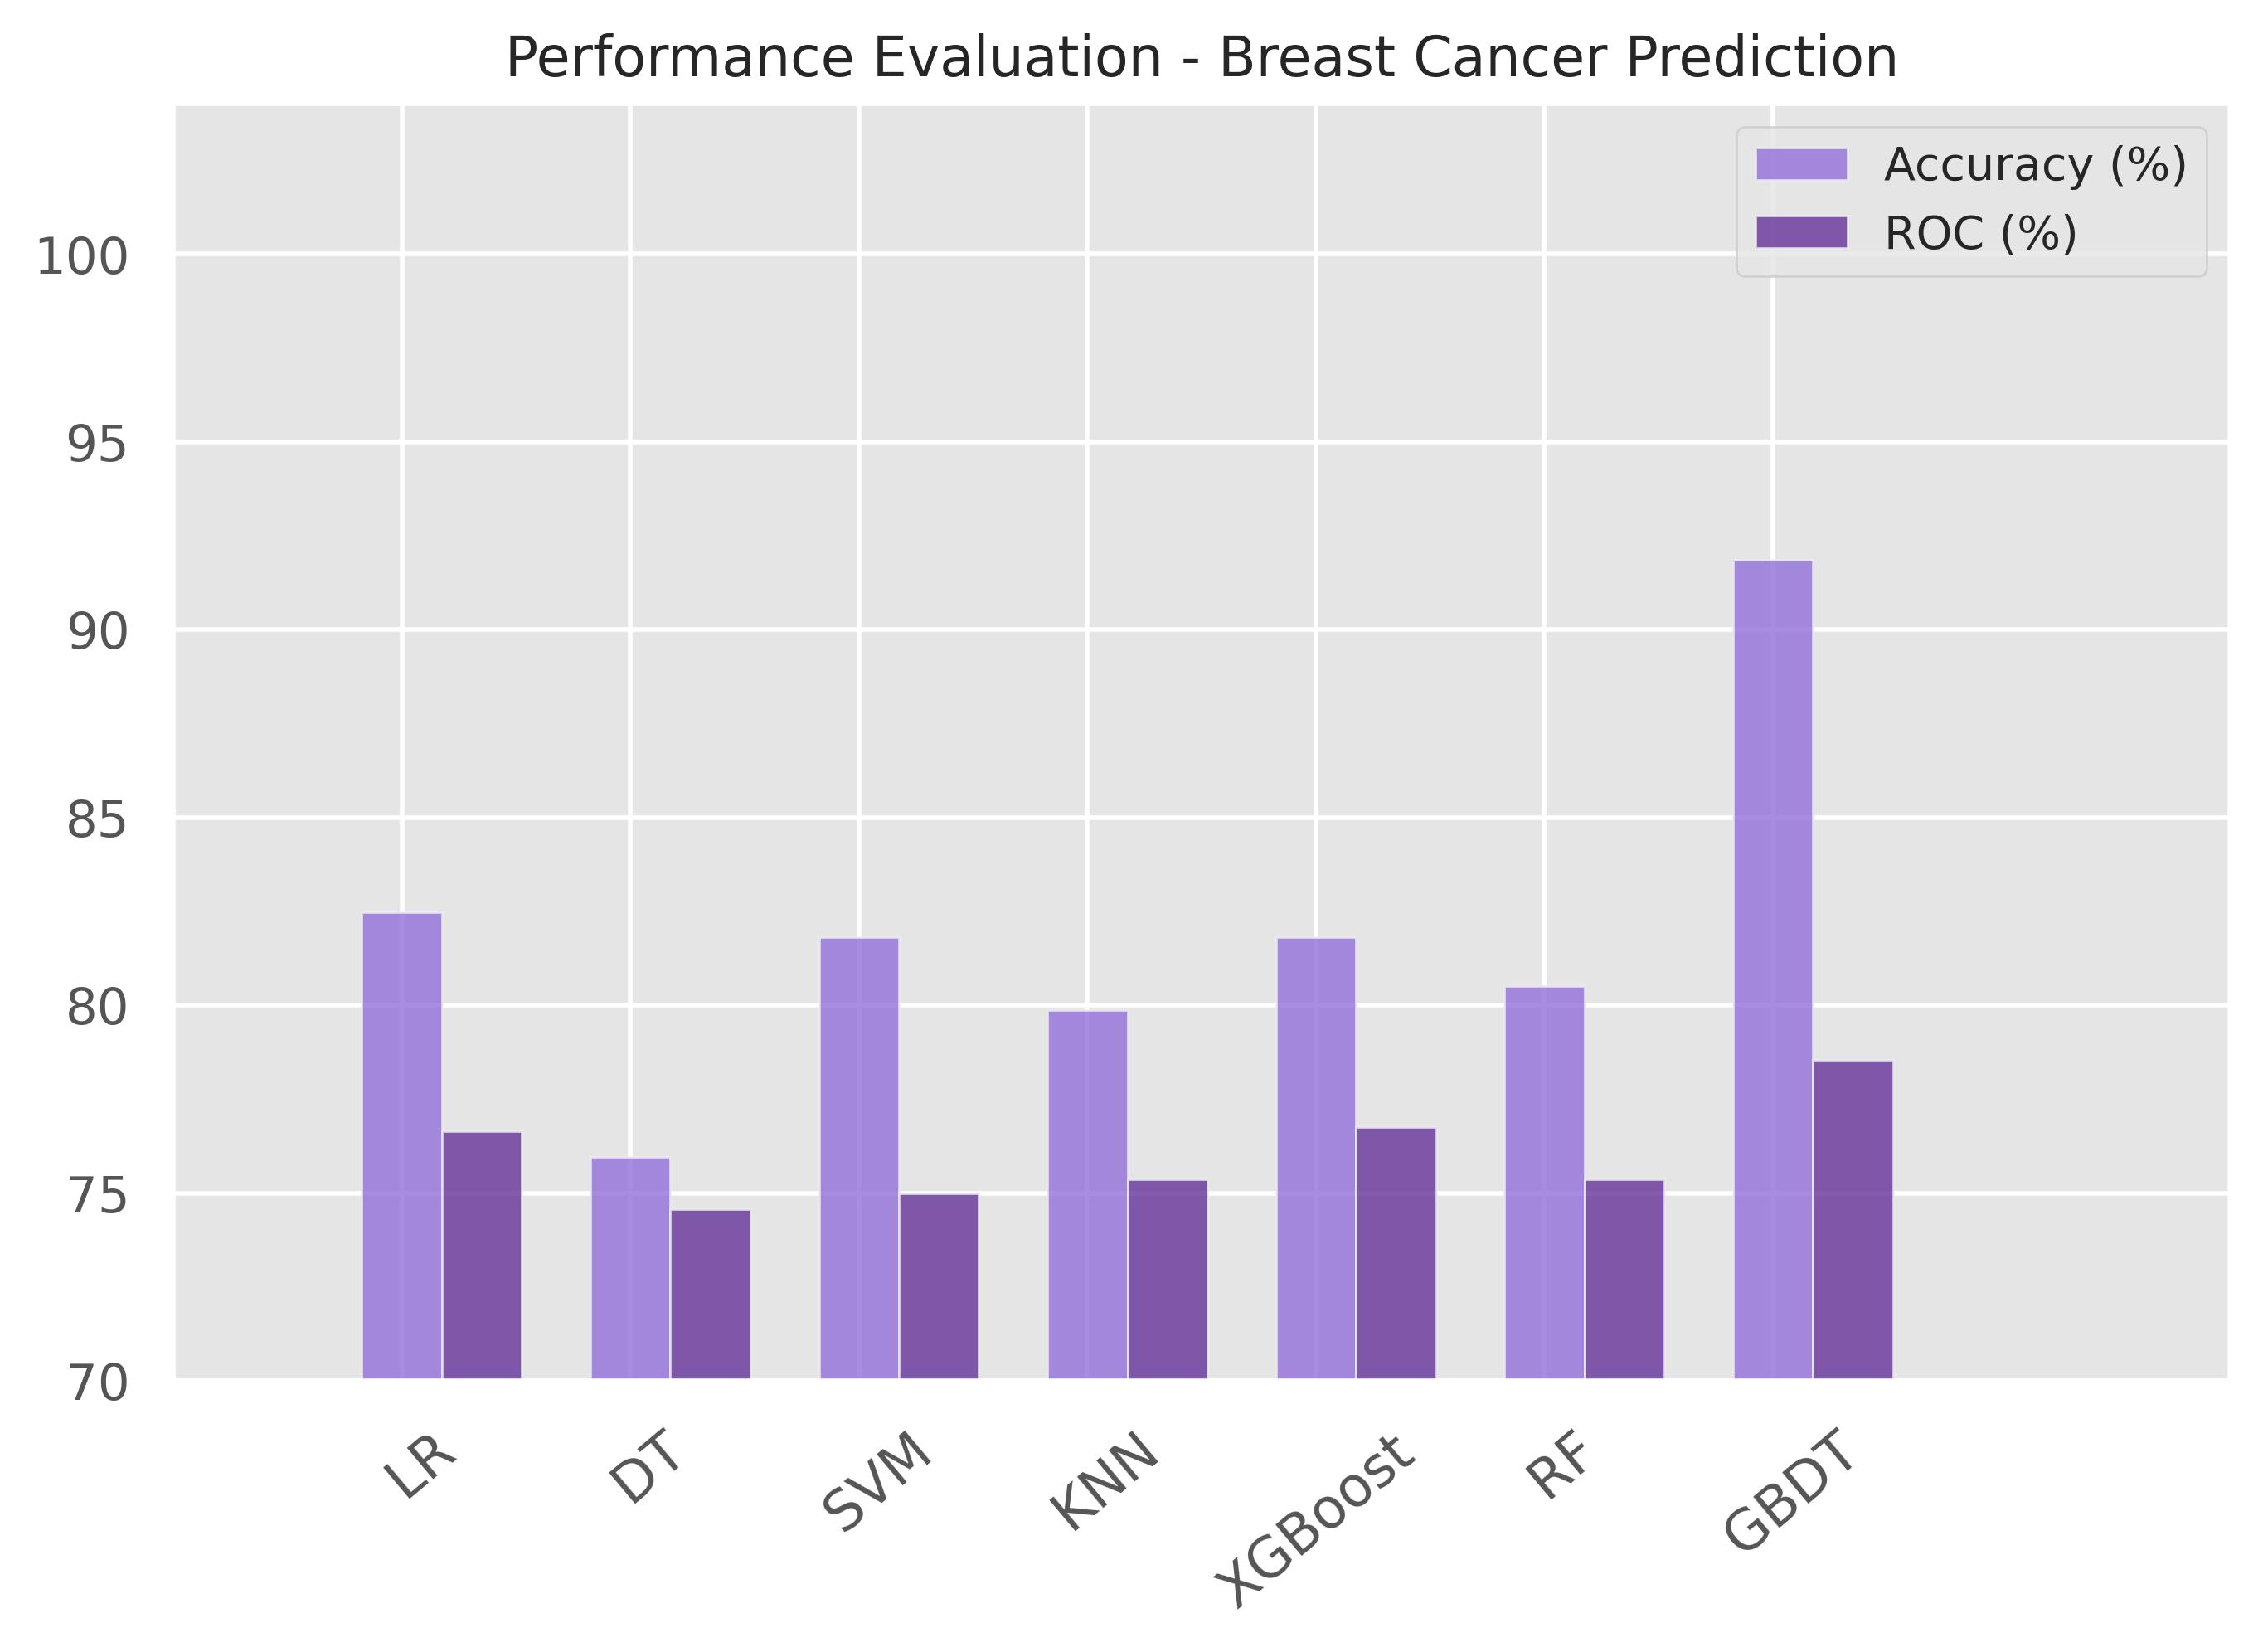 Performance Evaluation - Breast Cancer Prediction
Accuracy (%)
ROC (%)
100
95
90
85
80
75
70
LR
DT
SVM
KNN
XGBoost
RF
GBDT